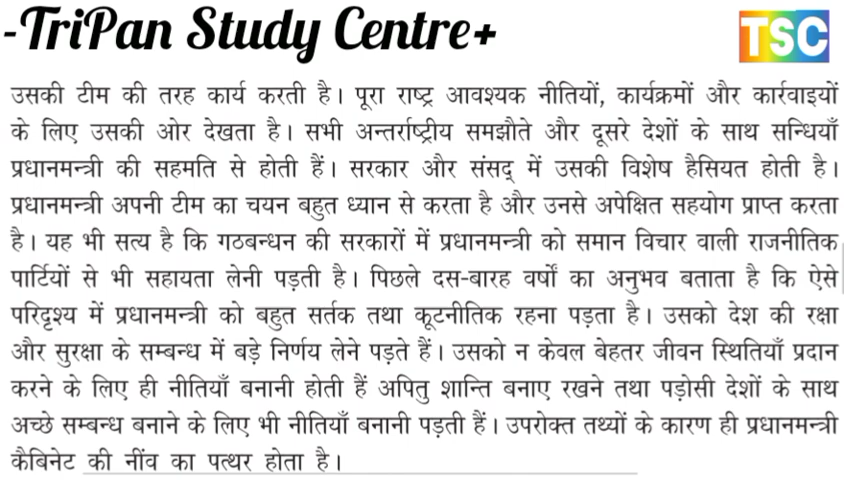 -TriPan Study Centre+
TSC
उसकी टीम की तरह कार्य करती है। पूरा राष्ट्र आवश्यक नीतियों, कार्यक्रमों और कार्रवाइयों
के लिए उसकी ओर देखता है। सभी अन्तर्राष्ट्रीय समझौते और दूसरे देशों के साथ सन्धियाँ
प्रधानमन्त्री की सहमति से होती हैं। सरकार और संसद् में उसकी विशेष हैसियत होती है।
प्रधानमन्त्री अपनी टीम का चयन बहुत ध्यान से करता है और उनसे अपेक्षित सहयोग प्राप्त करता
है। यह भी सत्य है कि गठबन्धन की सरकारों में प्रधानमन्त्री को समान विचार वाली राजनीतिक
पार्टियों से भी सहायता लेनी पड़ती है। पिछले दस-बारह वर्षों का अनुभव बताता है कि ऐसे
परिदृश्य में प्रधानमन्त्री को बहुत सर्तक तथा कूटनीतिक रहना पड़ता है। उसको देश की रक्षा
और सुरक्षा के सम्बन्ध में बड़े निर्णय लेने पड़ते हैं। उसको न केवल बेहतर जीवन स्थितियाँ प्रदान
करने के लिए ही नीतियाँ बनानी होती हैं अपितु शान्ति बनाए रखने तथा पड़ोसी देशों के साथ
अच्छे सम्बन्ध बनाने के लिए भी नीतियाँ बनानी पड़ती हैं। उपरोक्त तथ्यों के कारण ही प्रधानमन्त्री
कैबिनेट की नींव का पत्थर होता है।